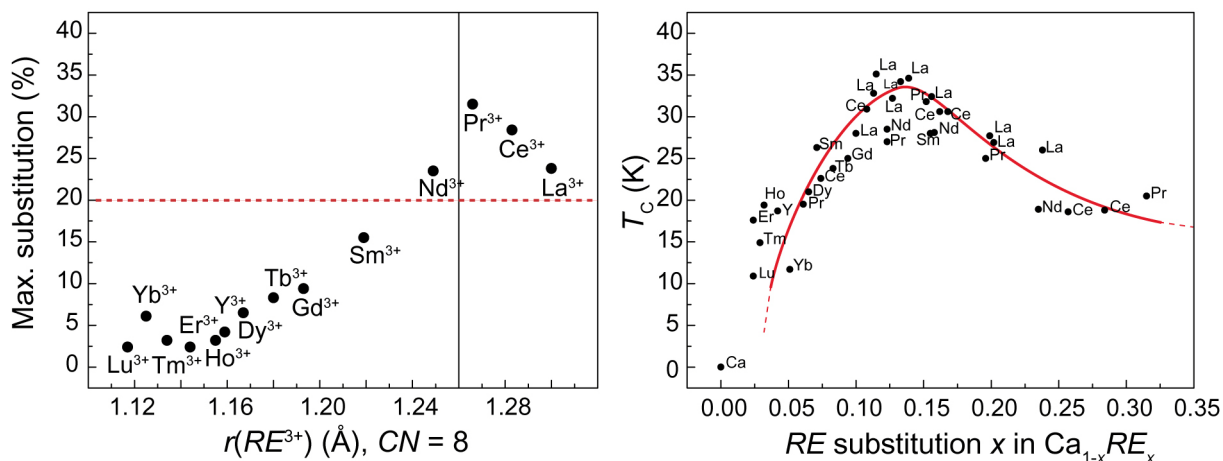 Max. substitution (%)
40
35
30
25
20
15
10
5
0
Pr3+
Ce3+
Nd3+
La3+
Sm3+
Tb3+
Gd3+
Yb3+
Y3+
Er3+
Dy3+
Lu3+
Tm3+
Ho3+
1.12
1.16
1.20
1.24
1.28
r(RE3+) (Å), CN = 8
TC (K)
40
35
30
25
20
15
10
5
0
La
La
La
La
La
Pr
La
Ce
La
Ce
Ce
La
Nd
Nd
Sm
La
Sm
Pr
La
La
Gd
Pr
Tb
Ce
Dy
Pr
Pr
Ho
Y
Nd
Ce
Ce
Er
Tm
Lu
Yb
Ca
0.00
0.05
0.10
0.15
0.20
0.25
0.30
0.35
RE substitution x in Ca1-xREx